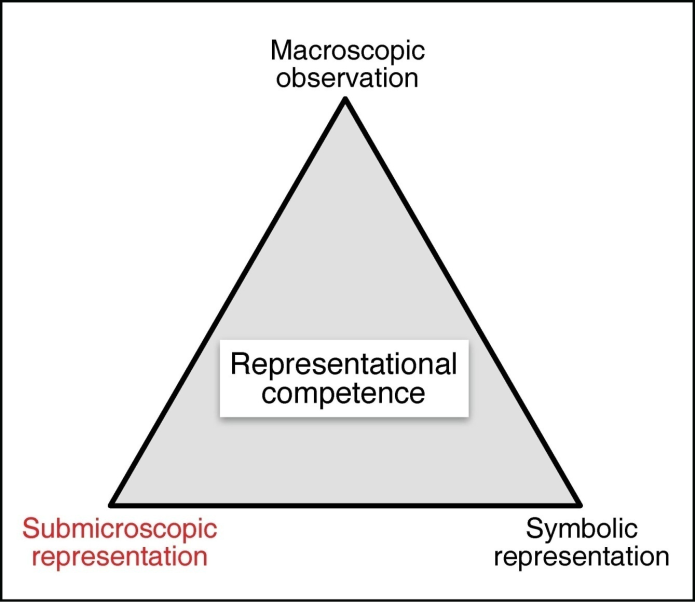 Macroscopic
observation
Representational
competence
Submicroscopic
representation
Symbolic
representation